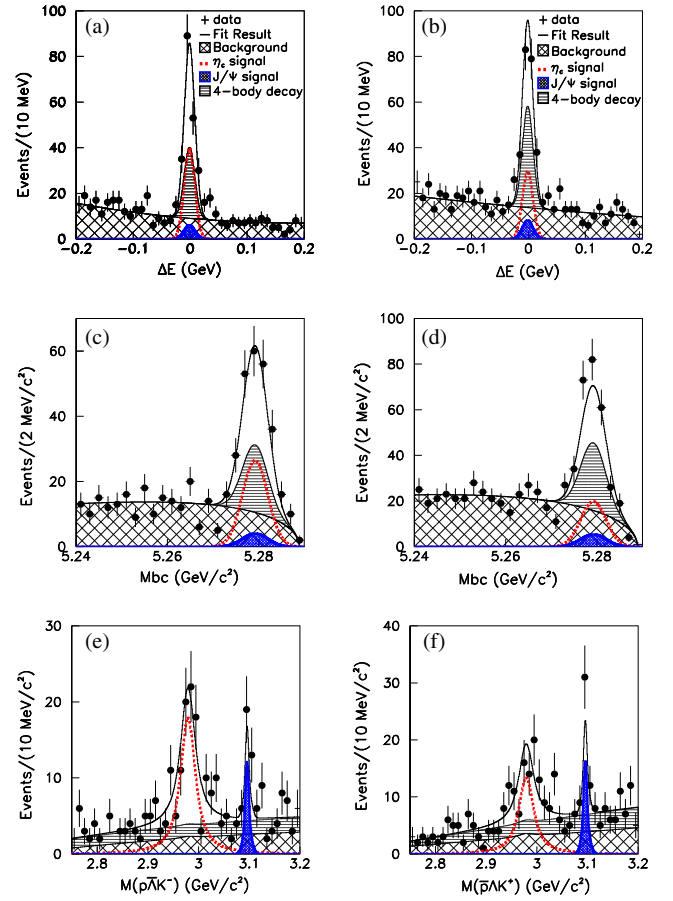 (a)
+ data
— Fit Result
Background
ηc signal
J/Ψ signal
4-body decay
Events/(10 MeV)
100
80
60
40
20
0
-0.2 -0.1 0 0.1 0.2
ΔE (GeV)
(b)
+ data
— Fit Result
Background
ηc signal
J/Ψ signal
4-body decay
Events/(10 MeV)
100
80
60
40
20
0
-0.2 -0.1 0 0.1 0.2
ΔE (GeV)
(c)
Events/(2 MeV/c²)
60
40
20
0
5.24 5.26 5.28
Mbc (GeV/c²)
(d)
Events/(2 MeV/c²)
100
80
60
40
20
0
5.24 5.26 5.28
Mbc (GeV/c²)
(e)
Events/(10 MeV/c²)
30
20
10
0
2.8 2.9 3 3.1 3.2
M(pΛ̅K⁻) (GeV/c²)
(f)
Events/(10 MeV/c²)
40
30
20
10
0
2.8 2.9 3 3.1 3.2
M(p̅ΛK⁺) (GeV/c²)